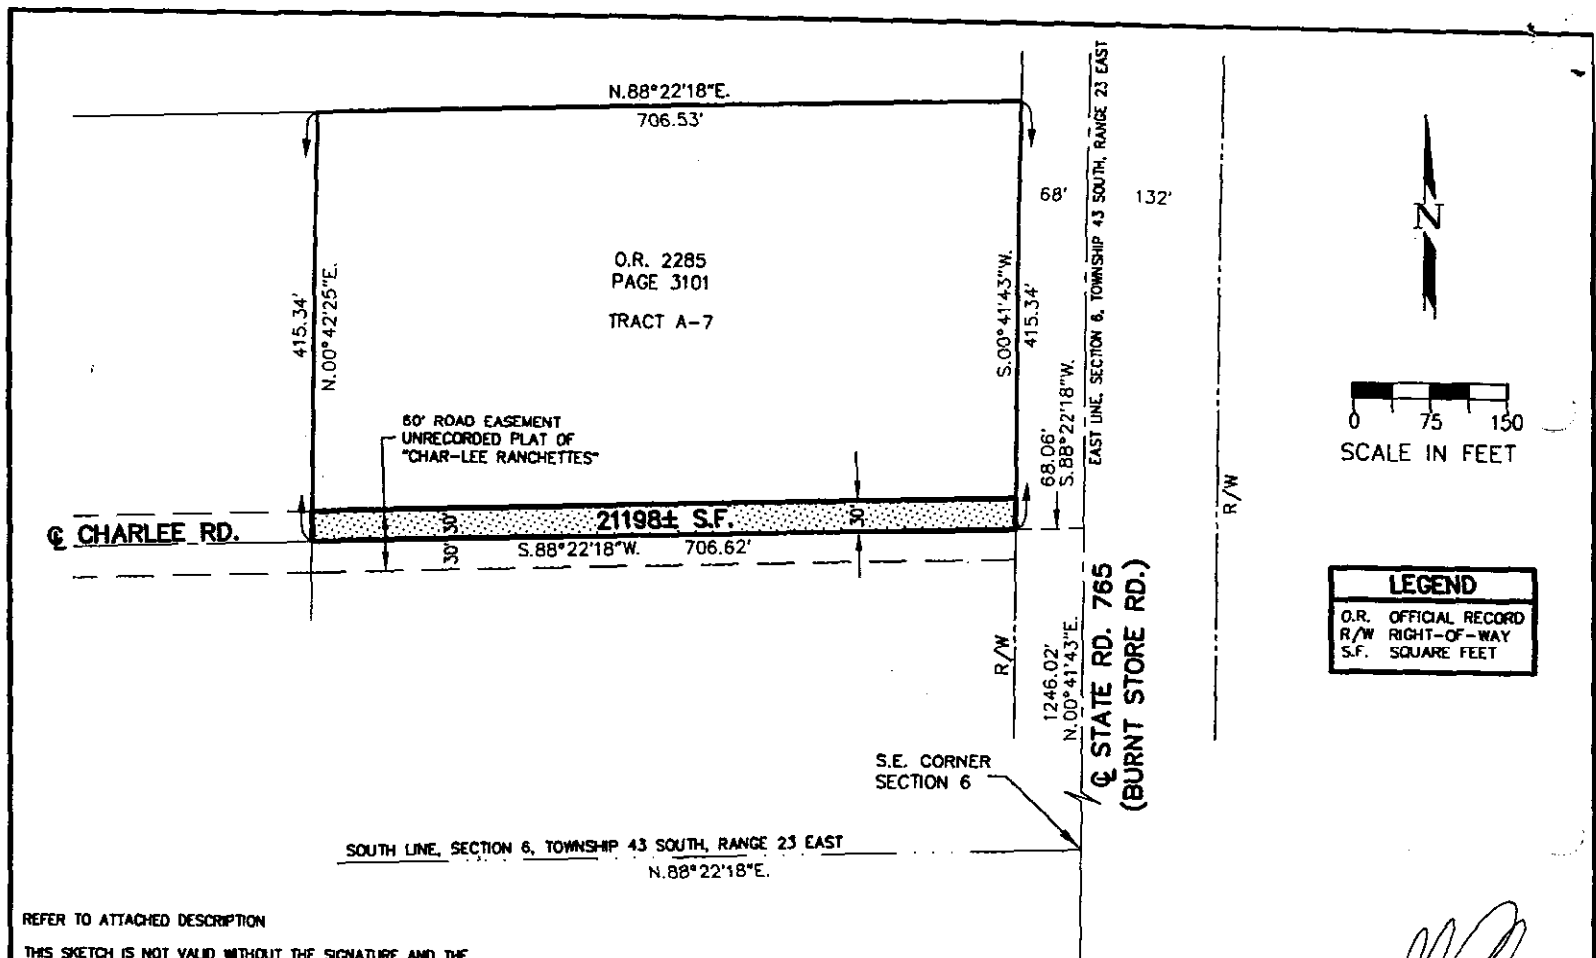 N.88°22'18"E.
706.53'
EAST LINE, SECTION 6, TOWNSHIP 43 SOUTH, RANGE 23 EAST
68'
132'
N
O.R. 2285
PAGE 3101
TRACT A-7
415.34'
N.00°42'25"E.
S.00°41'43"W.
415.34'
0 75 150
SCALE IN FEET
60' ROAD EASEMENT
UNRECORDED PLAT OF
"CHAR-LEE RANCHETTES"
68.06'
S.88°22'18"W.
R/W
℄ CHARLEE RD.
30'
30'
21198± S.F.
30'
S.88°22'18"W. 706.62'
LEGEND
O.R. OFFICIAL RECORD
R/W RIGHT-OF-WAY
S.F. SQUARE FEET
R/W
1246.02'
N.00°41'43"E.
℄ STATE RD. 765
(BURNT STORE RD.)
S.E. CORNER
SECTION 6
SOUTH LINE, SECTION 6, TOWNSHIP 43 SOUTH, RANGE 23 EAST
N.88°22'18"E.
REFER TO ATTACHED DESCRIPTION
THIS SKETCH IS NOT VALID WITHOUT THE SIGNATURE AND THE